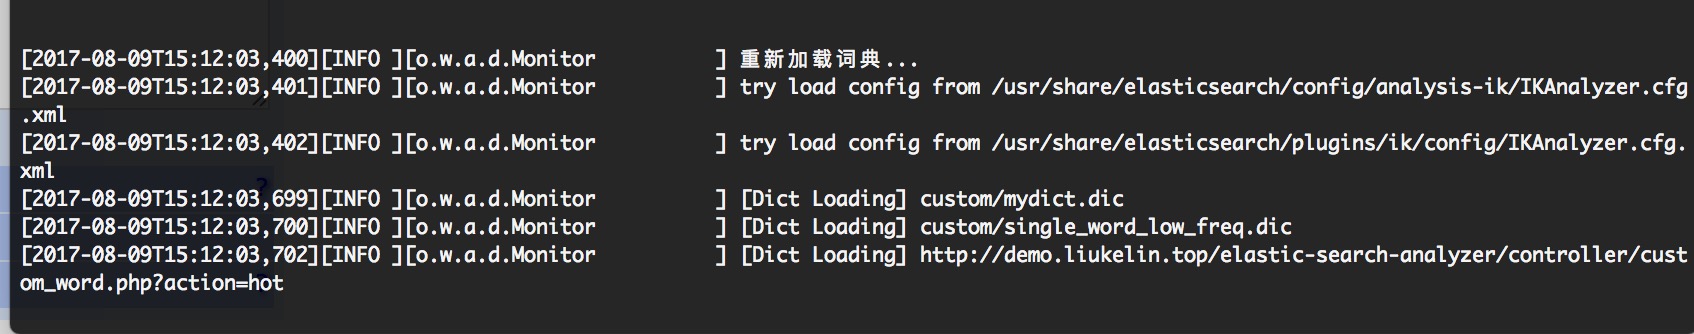 [2017-08-09T15:12:03,400][INFO ][o.w.a.d.Monitor          ] 重新加载词典...
[2017-08-09T15:12:03,401][INFO ][o.w.a.d.Monitor          ] try load config from /usr/share/elasticsearch/config/analysis-ik/IKAnalyzer.cfg
.xml
[2017-08-09T15:12:03,402][INFO ][o.w.a.d.Monitor          ] try load config from /usr/share/elasticsearch/plugins/ik/config/IKAnalyzer.cfg.
xml
[2017-08-09T15:12:03,699][INFO ][o.w.a.d.Monitor          ] [Dict Loading] custom/mydict.dic
[2017-08-09T15:12:03,700][INFO ][o.w.a.d.Monitor          ] [Dict Loading] custom/single_word_low_freq.dic
[2017-08-09T15:12:03,702][INFO ][o.w.a.d.Monitor          ] [Dict Loading] http://demo.liukelin.top/elastic-search-analyzer/controller/cust
om_word.php?action=hot